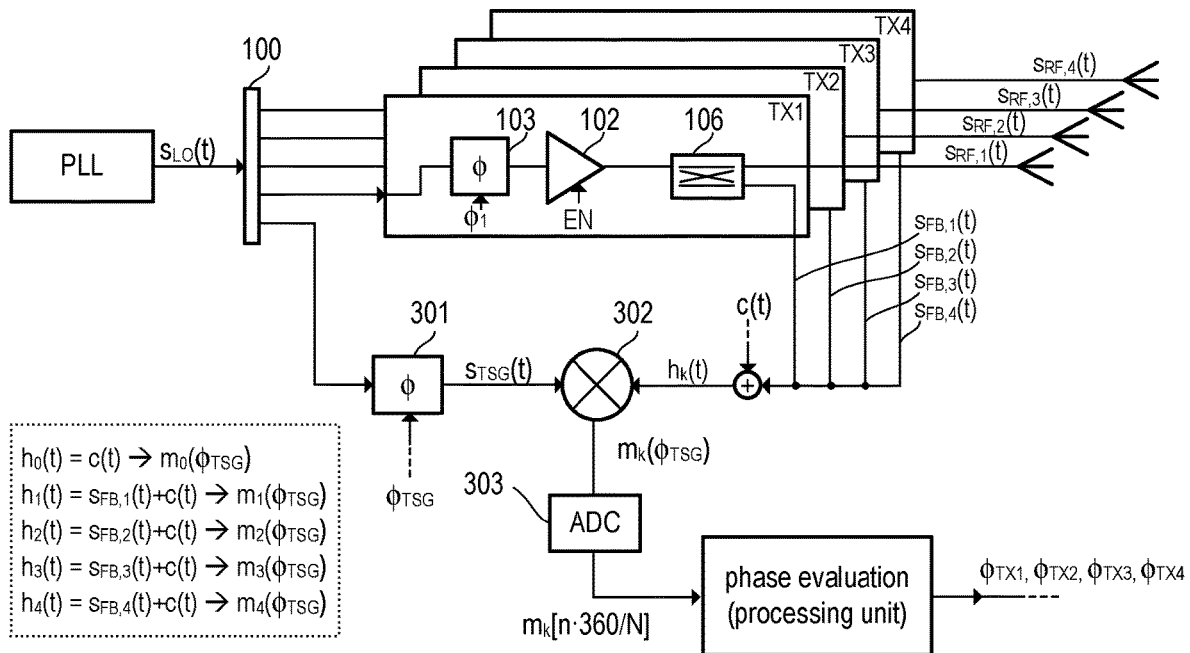 TX4
TX3
TX2
TX1
100
103
102
106
PLL
sLO(t)
ϕ
ϕ1
EN
sRF,4(t)
sRF,3(t)
sRF,2(t)
sRF,1(t)
sFB,1(t)
sFB,2(t)
sFB,3(t)
sFB,4(t)
301
302
c(t)
ϕ
sTSG(t)
hk(t)
+
ϕTSG
mk(ϕTSG)
303
ADC
mk[n·360/N]
phase evaluation
(processing unit)
ϕTX1, ϕTX2, ϕTX3, ϕTX4
h0(t) = c(t) → m0(ϕTSG)
h1(t) = sFB,1(t)+c(t) → m1(ϕTSG)
h2(t) = sFB,2(t)+c(t) → m2(ϕTSG)
h3(t) = sFB,3(t)+c(t) → m3(ϕTSG)
h4(t) = sFB,4(t)+c(t) → m4(ϕTSG)